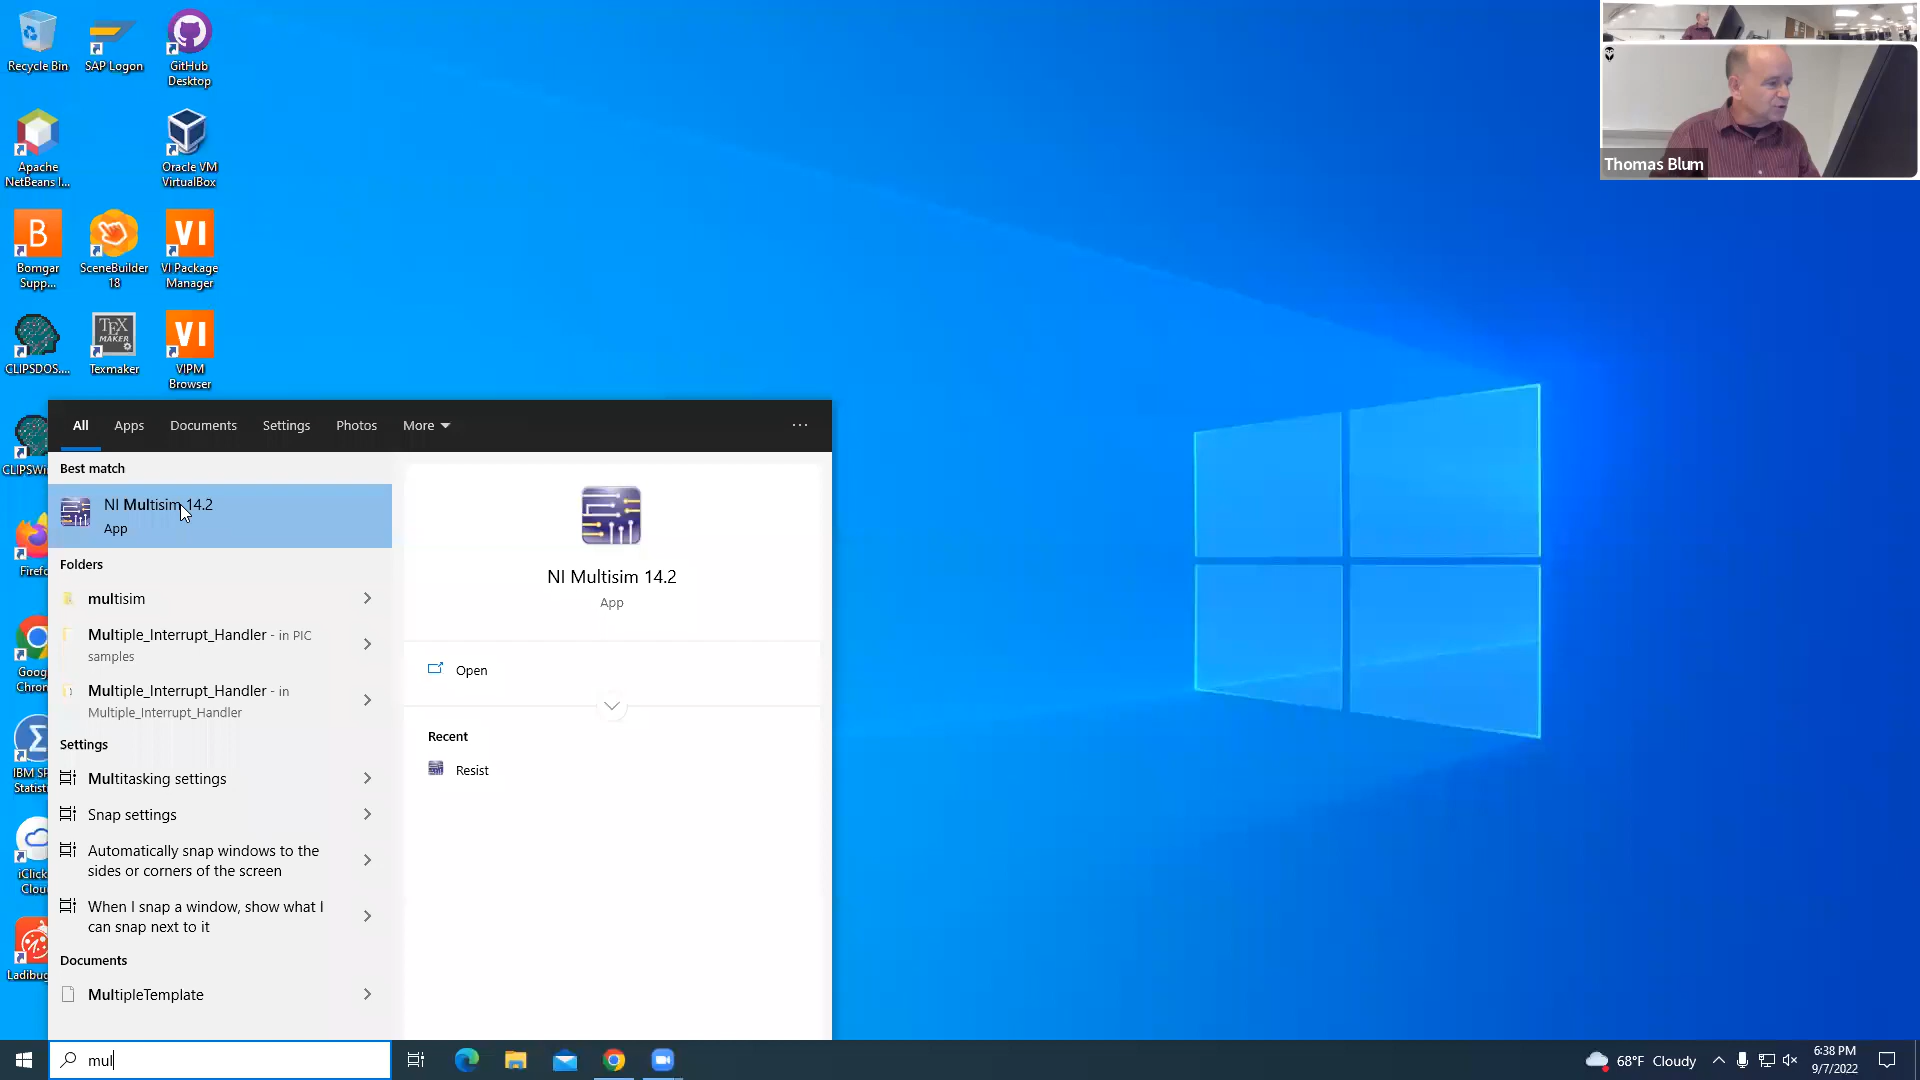 Recycle Bin
SAP Logon
GitHub
Desktop
Apache
NetBeans I...
Oracle VM
VirtualBox
B
Bomgar
Supp...
SceneBuilder
18
VI
VI Package
Manager
CLIPSDOS....
TEX
MAKER
Texmaker
VI
VIPM
Browser
Thomas Blum
All
Apps
Documents
Settings
Photos
More
...
Best match
NI Multisim 14.2
App
Folders
multisim
Multiple_Interrupt_Handler - in PIC
samples
Multiple_Interrupt_Handler - in
Multiple_Interrupt_Handler
Settings
Multitasking settings
Snap settings
Automatically snap windows to the
sides or corners of the screen
When I snap a window, show what I
can snap next to it
Documents
MultipleTemplate
NI Multisim 14.2
App
Open
Recent
Resist
mul
68°F Cloudy
6:38 PM
9/7/2022